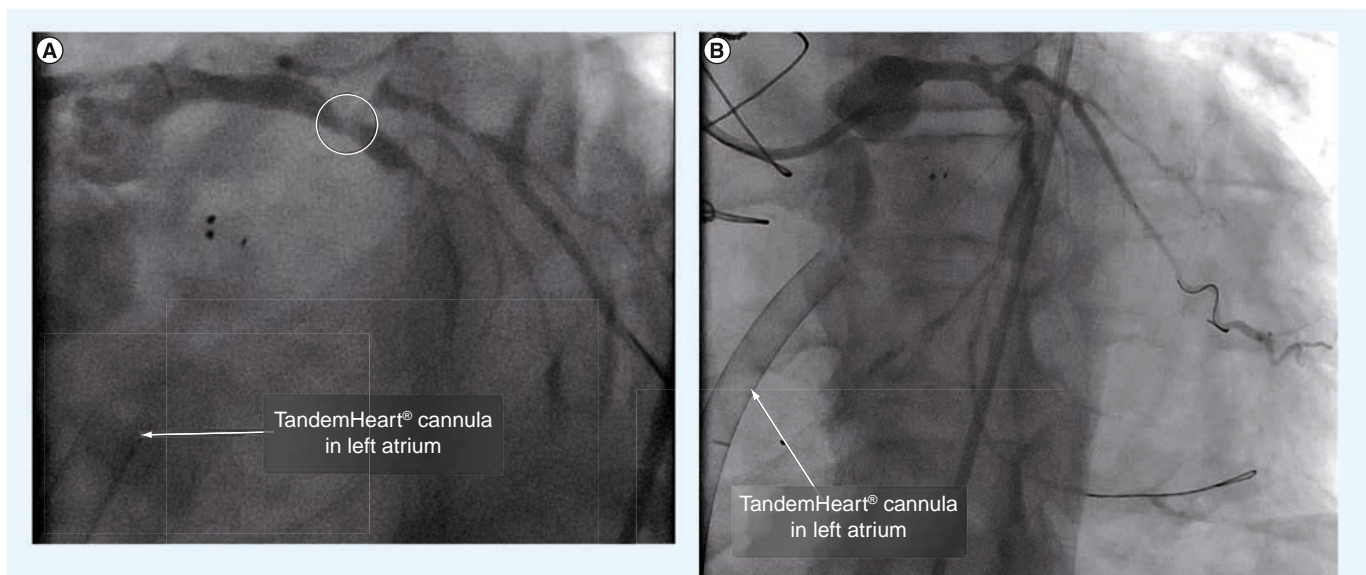 A
B
TandemHeart® cannula
in left atrium
TandemHeart® cannula
in left atrium